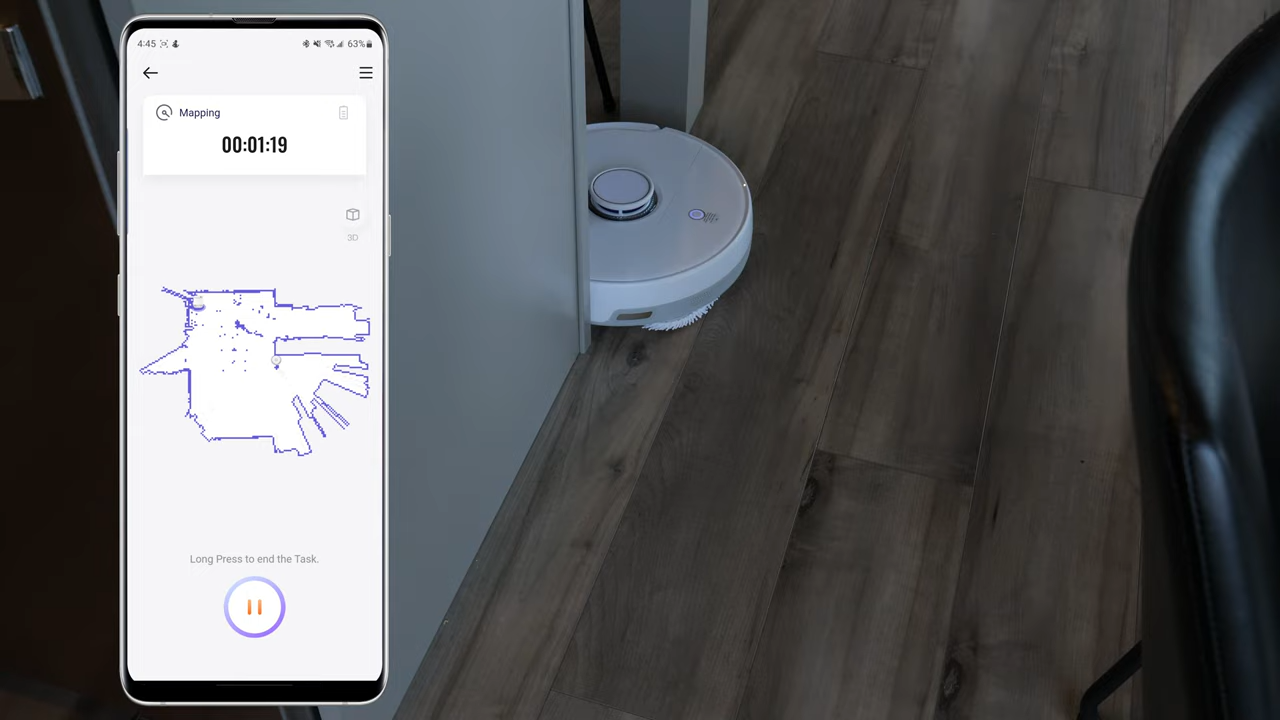 4:45 63%
Mapping
00:01:19
3D
Long Press to end the Task.